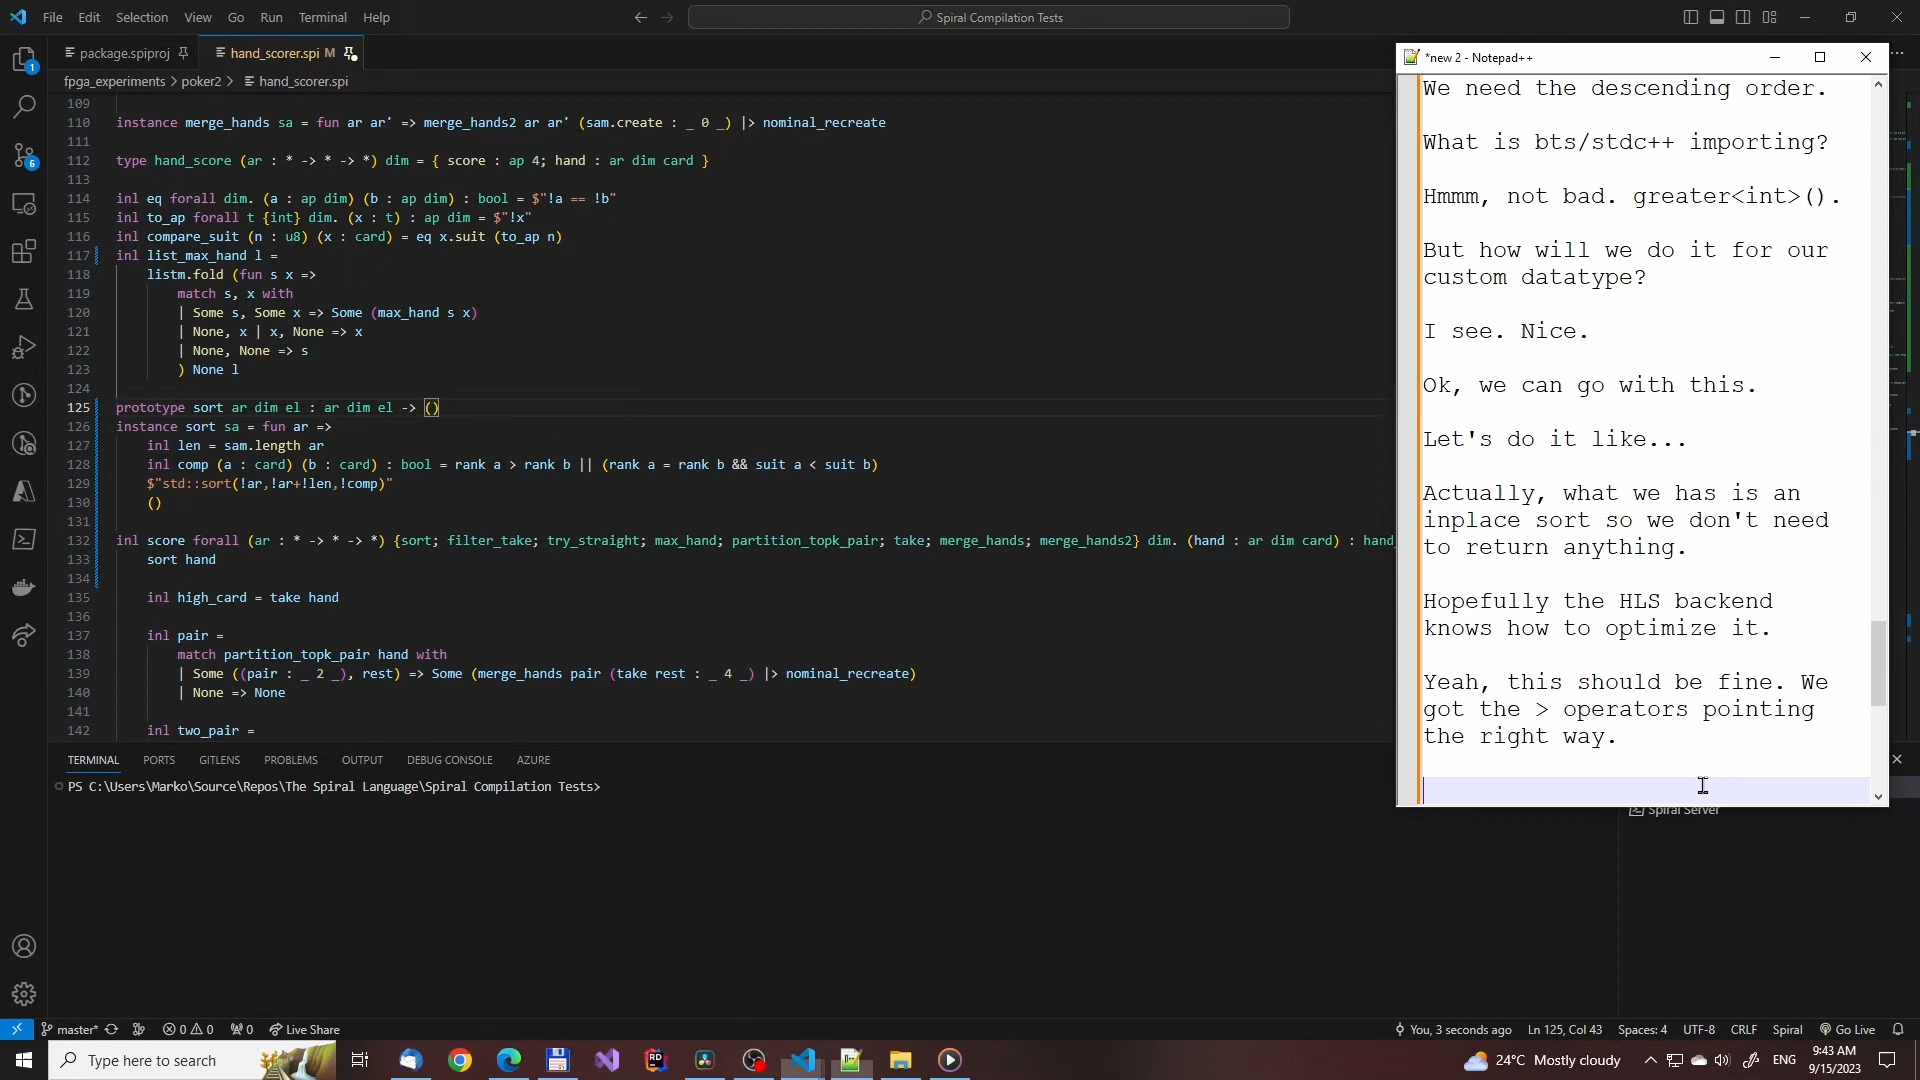 File Edit Selection View Go Run Terminal Help
Spiral Compilation Tests
package.spiproj
hand_scorer.spi M
fpga_experiments > poker2 > hand_scorer.spi
109
110 instance merge_hands sa = fun ar ar' => merge_hands2 ar ar' (sam.create : _ 0 _) |> nominal_recreate
111
112 type hand_score (ar : * -> * -> *) dim = { score : ap 4; hand : ar dim card }
113
114 inl eq forall dim. (a : ap dim) (b : ap dim) : bool = $"!a == !b"
115 inl to_ap forall t {int} dim. (x : t) : ap dim = $"!x"
116 inl compare_suit (n : u8) (x : card) = eq x.suit (to_ap n)
117 inl list_max_hand l =
118 listm.fold (fun s x =>
119 match s, x with
120 | Some s, Some x => Some (max_hand s x)
121 | None, x | x, None => x
122 | None, None => s
123 ) None l
124
125 prototype sort ar dim el : ar dim el -> ()
126 instance sort sa = fun ar =>
127 inl len = sam.length ar
128 inl comp (a : card) (b : card) : bool = rank a > rank b || (rank a = rank b && suit a < suit b)
129 $"std::sort(!ar,!ar+!len,!comp)"
130 ()
131
132 inl score forall (ar : * -> * -> *) {sort; filter_take; try_straight; max_hand; partition_topk_pair; take; merge_hands; merge_hands2} dim. (hand : ar dim card) : hand_
133 sort hand
134
135 inl high_card = take hand
136
137 inl pair =
138 match partition_topk_pair hand with
139 | Some ((pair : _ 2 _), rest) => Some (merge_hands pair (take rest : _ 4 _) |> nominal_recreate)
140 | None => None
141
142 inl two_pair =
TERMINAL PORTS GITLENS PROBLEMS OUTPUT DEBUG CONSOLE AZURE
PS C:\Users\Marko\Source\Repos\The Spiral Language\Spiral Compilation Tests>
*new 2 - Notepad++
We need the descending order.
What is bts/stdc++ importing?
Hmmm, not bad. greater<int>().
But how will we do it for our
custom datatype?
I see. Nice.
Ok, we can go with this.
Let's do it like...
Actually, what we has is an
inplace sort so we don't need
to return anything.
Hopefully the HLS backend
knows how to optimize it.
Yeah, this should be fine. We
got the > operators pointing
the right way.
Spiral Server
1
6
master* 0 0 0 Live Share
You, 3 seconds ago Ln 125, Col 43 Spaces: 4 UTF-8 CRLF Spiral Go Live
Type here to search
RD
24°C Mostly cloudy ENG
9:43 AM
9/15/2023